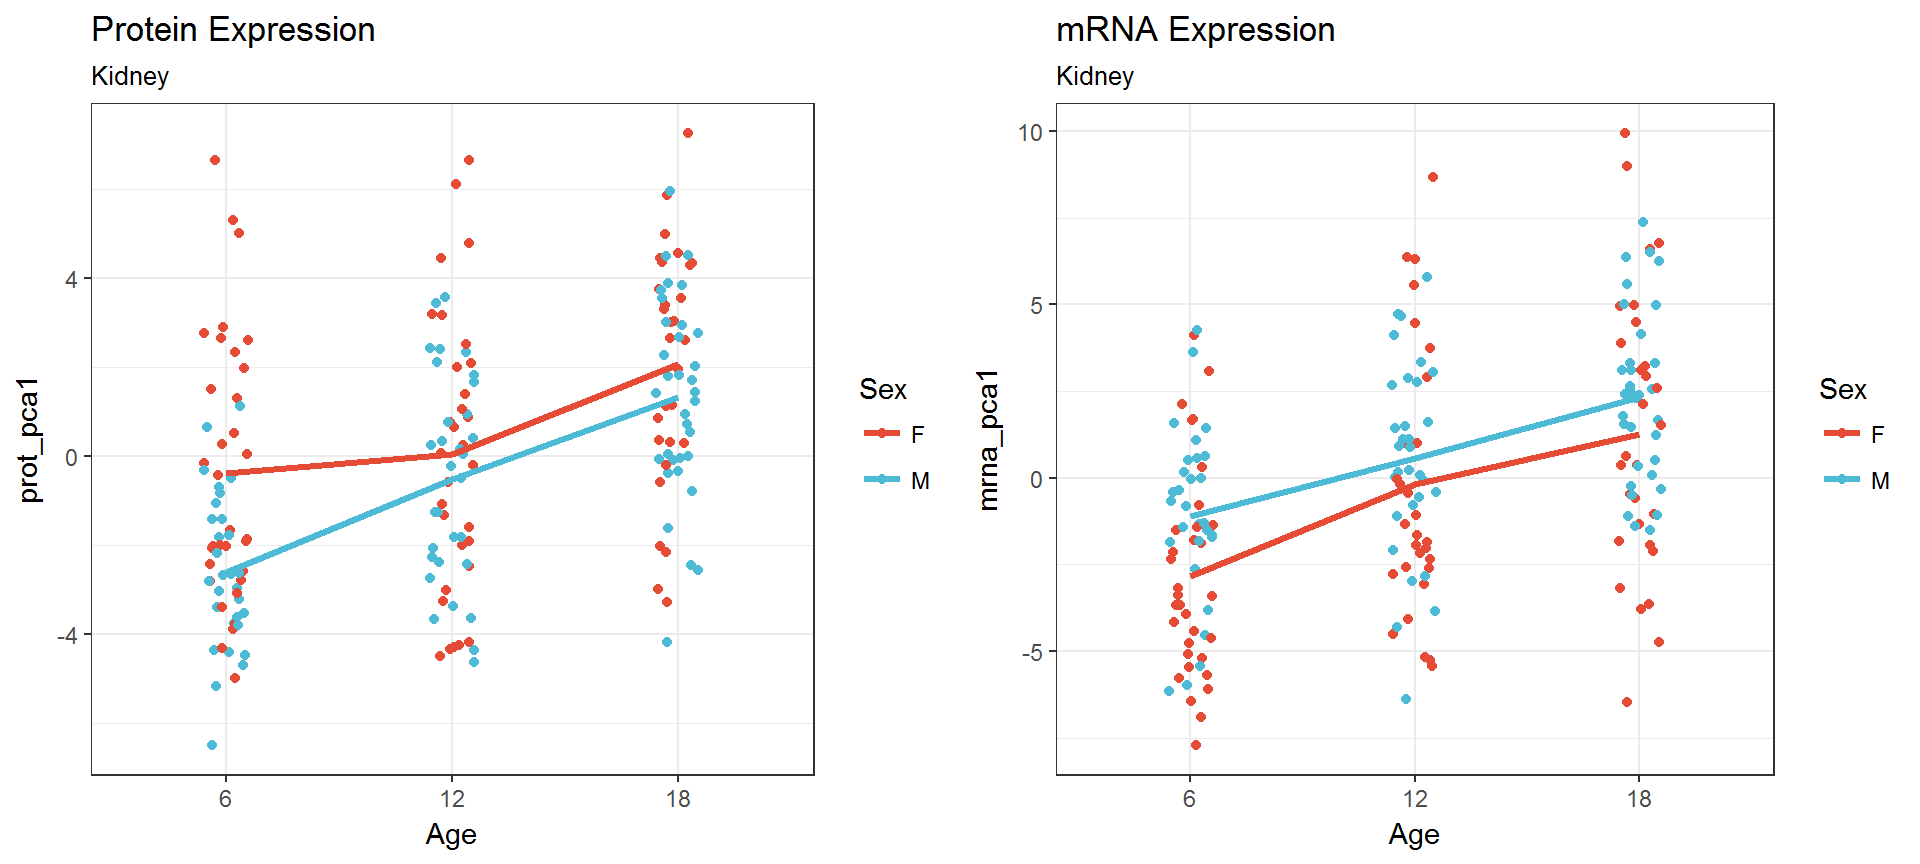 Protein Expression
Kidney
prot_pca1
4
0
-4
6
12
18
Age
Sex
F
M
mRNA Expression
Kidney
mrna_pca1
10
5
0
-5
6
12
18
Age
Sex
F
M